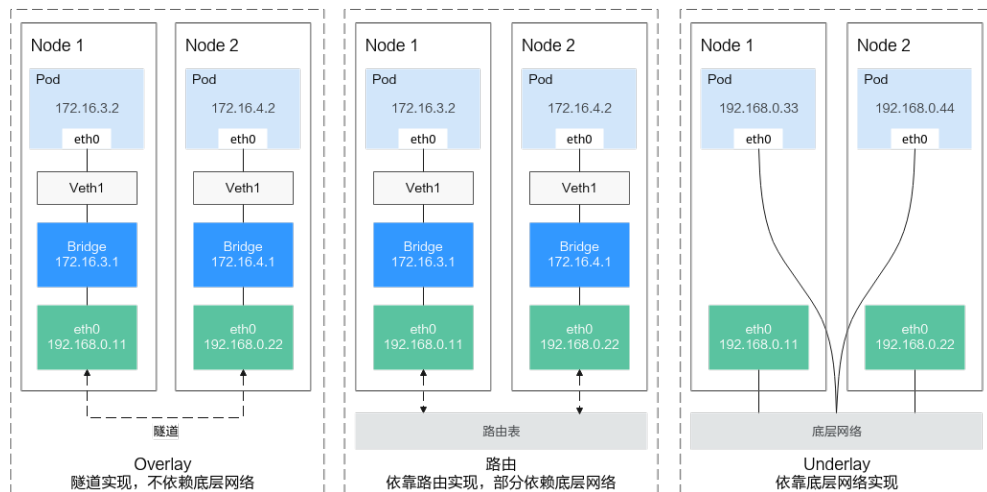 Node 1
Pod
172.16.3.2
eth0
Veth1
Bridge
172.16.3.1
eth0
192.168.0.11
Node 2
Pod
172.16.4.2
eth0
Veth1
Bridge
172.16.4.1
eth0
192.168.0.22
隧道
Overlay
隧道实现，不依赖底层网络
Node 1
Pod
172.16.3.2
eth0
Veth1
Bridge
172.16.3.1
eth0
192.168.0.11
Node 2
Pod
172.16.4.2
eth0
Veth1
Bridge
172.16.4.1
eth0
192.168.0.22
路由表
路由
依靠路由实现，部分依赖底层网络
Node 1
Pod
192.168.0.33
eth0
eth0
192.168.0.11
Node 2
Pod
192.168.0.44
eth0
eth0
192.168.0.22
底层网络
Underlay
依靠底层网络实现